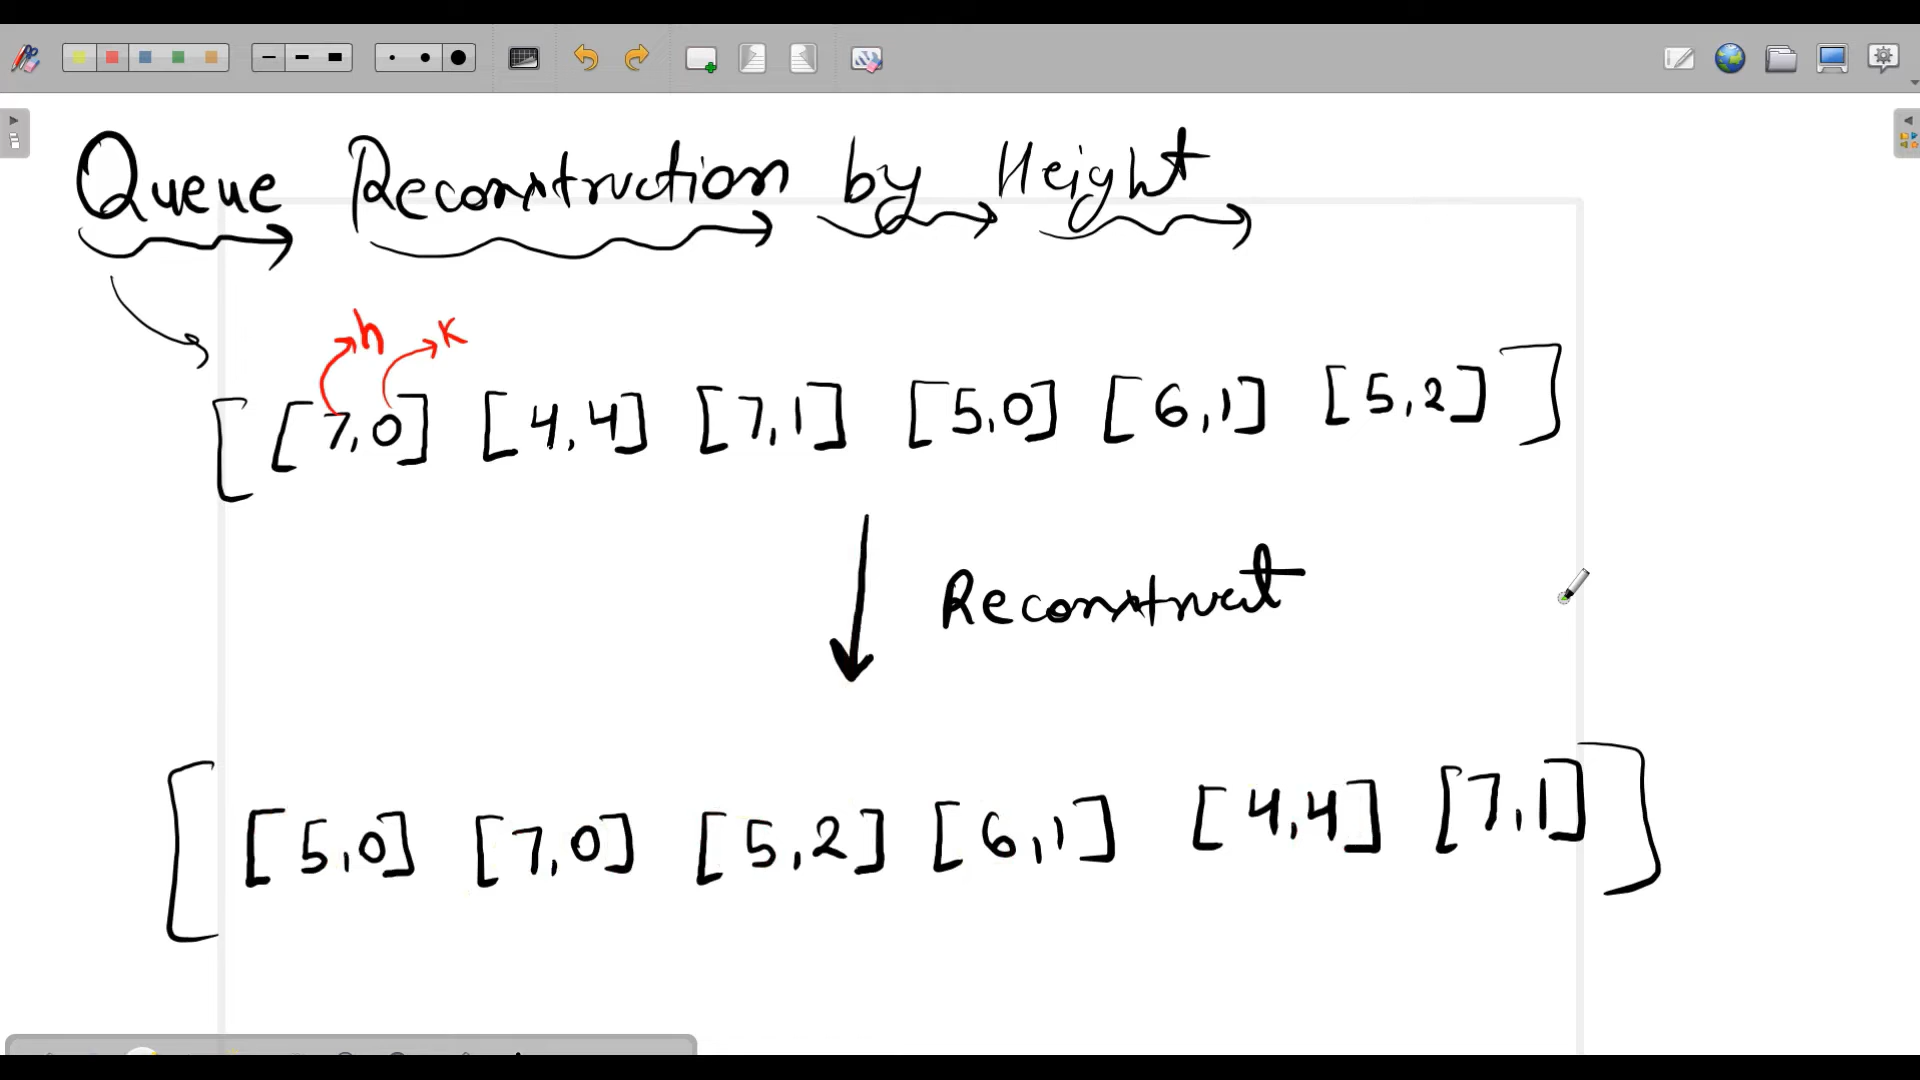 Queue Reconstruction by Height
h K
[ [7,0] [4,4] [7,1] [5,0] [6,1] [5,2] ]
Reconstruct
[ [5,0] [7,0] [5,2] [6,1] [4,4] [7,1] ]